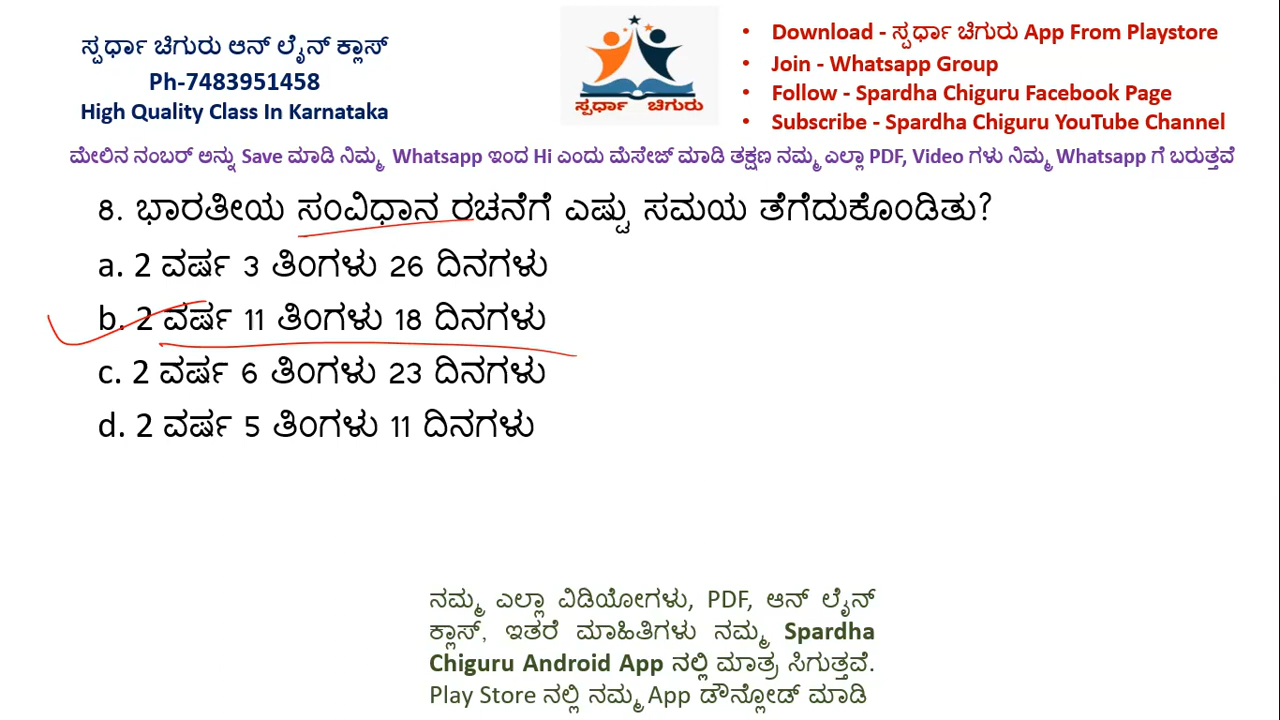 ಸ್ಪರ್ಧಾ ಚಿಗುರು ಆನ್ ಲೈನ್ ಕ್ಲಾಸ್
Ph-7483951458
High Quality Class In Karnataka
ಸ್ಪರ್ಧಾ ಚಿಗುರು
• Download - ಸ್ಪರ್ಧಾ ಚಿಗುರು App From Playstore
• Join - Whatsapp Group
• Follow - Spardha Chiguru Facebook Page
• Subscribe - Spardha Chiguru YouTube Channel
ಮೇಲಿನ ನಂಬರ್ ಅನ್ನು Save ಮಾಡಿ ನಿಮ್ಮ Whatsapp ಇಂದ Hi ಎಂದು ಮೆಸೇಜ್ ಮಾಡಿ ತಕ್ಷಣ ನಮ್ಮ ಎಲ್ಲಾ PDF, Video ಗಳು ನಿಮ್ಮ Whatsapp ಗೆ ಬರುತ್ತವೆ
8. ಭಾರತೀಯ ಸಂವಿಧಾನ ರಚನೆಗೆ ಎಷ್ಟು ಸಮಯ ತೆಗೆದುಕೊಂಡಿತು?
a. 2 ವರ್ಷ 3 ತಿಂಗಳು 26 ದಿನಗಳು
b. 2 ವರ್ಷ 11 ತಿಂಗಳು 18 ದಿನಗಳು
c. 2 ವರ್ಷ 6 ತಿಂಗಳು 23 ದಿನಗಳು
d. 2 ವರ್ಷ 5 ತಿಂಗಳು 11 ದಿನಗಳು
ನಮ್ಮ ಎಲ್ಲಾ ವಿಡಿಯೋಗಳು, PDF, ಆನ್ ಲೈನ್
ಕ್ಲಾಸ್, ಇತರೆ ಮಾಹಿತಿಗಳು ನಮ್ಮ Spardha
Chiguru Android App ನಲ್ಲಿ ಮಾತ್ರ ಸಿಗುತ್ತವೆ.
Play Store ನಲ್ಲಿ ನಮ್ಮ App ಡೌನ್ಲೋಡ್ ಮಾಡಿ